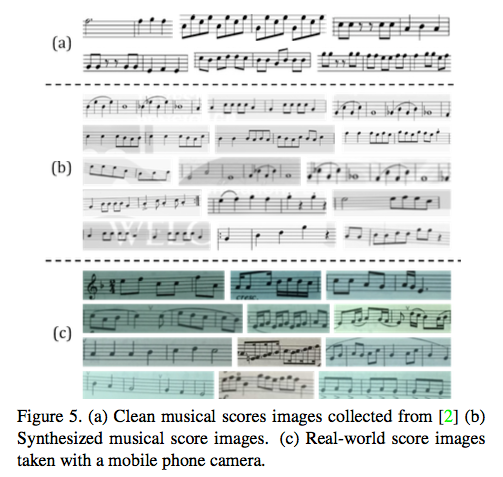 (a)
(b)
cresc.
(c)
Figure 5. (a) Clean musical scores images collected from [2] (b)
Synthesized musical score images. (c) Real-world score images
taken with a mobile phone camera.